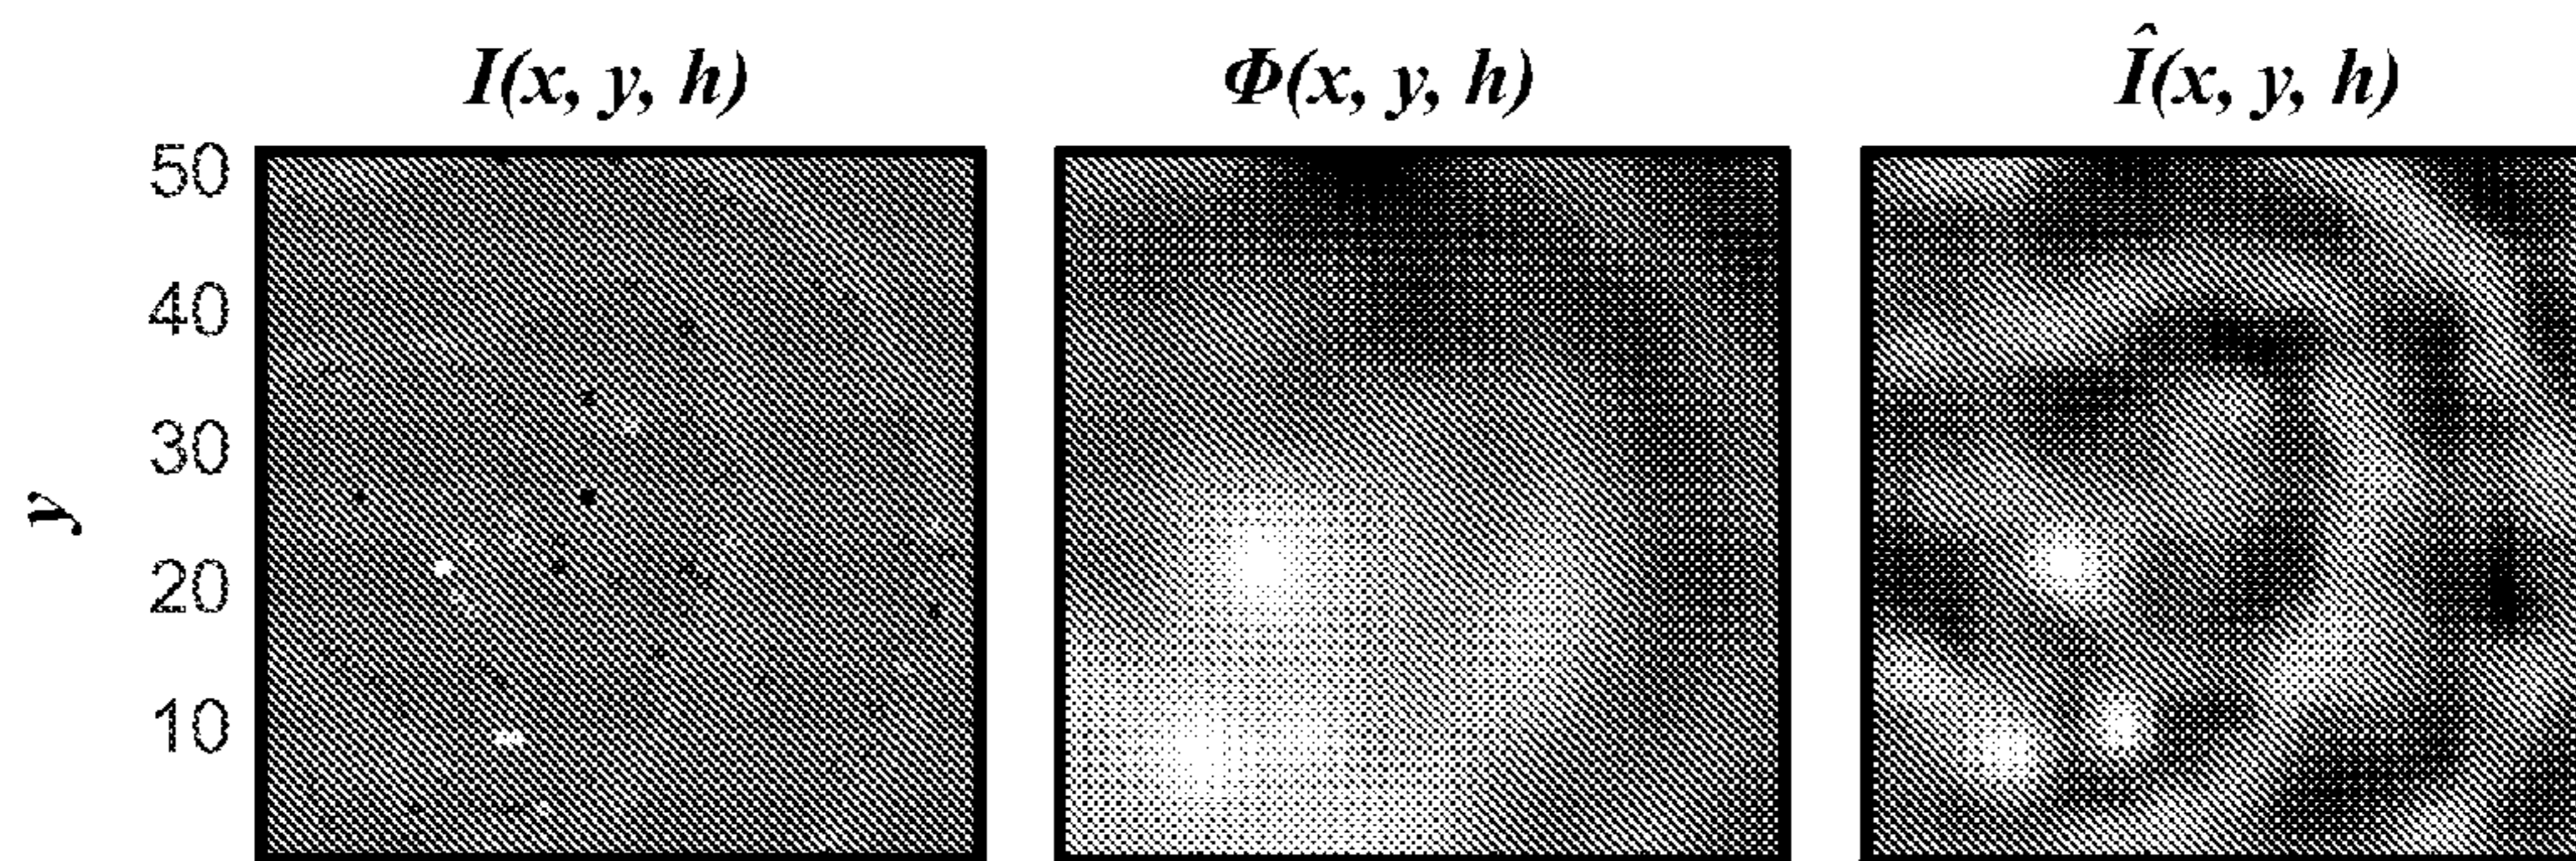 I(x, y, h) Φ(x, y, h) Î(x, y, h)
50
40
30
y
20
10